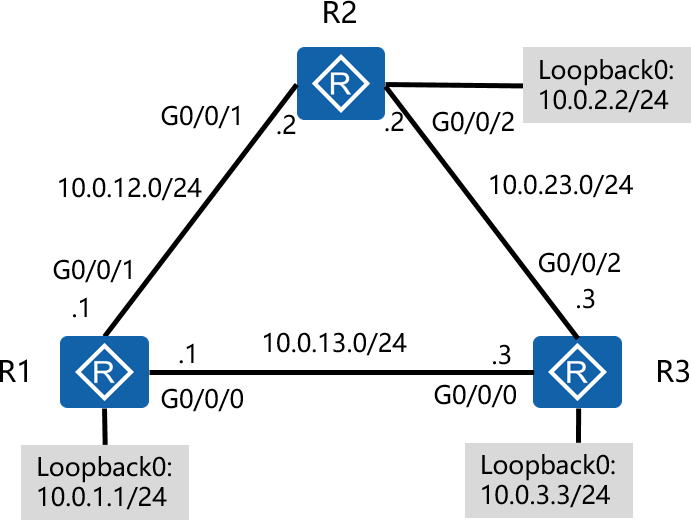 R2
R
Loopback0:
10.0.2.2/24
G0/0/1
.2
.2
G0/0/2
10.0.12.0/24
10.0.23.0/24
G0/0/1
G0/0/2
.1
.3
R1
R
.1
10.0.13.0/24
.3
R
R3
G0/0/0
G0/0/0
Loopback0:
10.0.1.1/24
Loopback0:
10.0.3.3/24